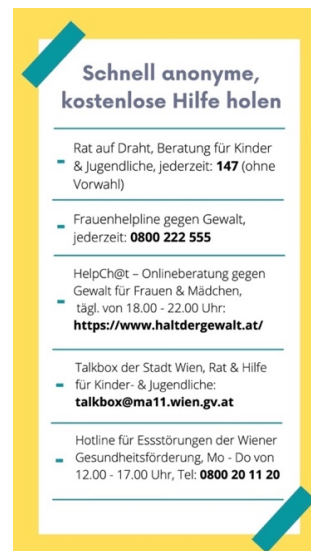 Schnell anonyme,
kostenlose Hilfe holen
- Rat auf Draht, Beratung für Kinder
& Jugendliche, jederzeit: 147 (ohne
Vorwahl)
- Frauenhelpline gegen Gewalt,
jederzeit: 0800 222 555
- HelpCh@t – Onlineberatung gegen
Gewalt für Frauen & Mädchen,
tägl. von 18.00 - 22.00 Uhr:
https://www.haltdergewalt.at/
- Talkbox der Stadt Wien, Rat & Hilfe
für Kinder- & Jugendliche:
talkbox@ma11.wien.gv.at
- Hotline für Essstörungen der Wiener
Gesundheitsförderung, Mo - Do von
12.00 - 17.00 Uhr, Tel: 0800 20 11 20